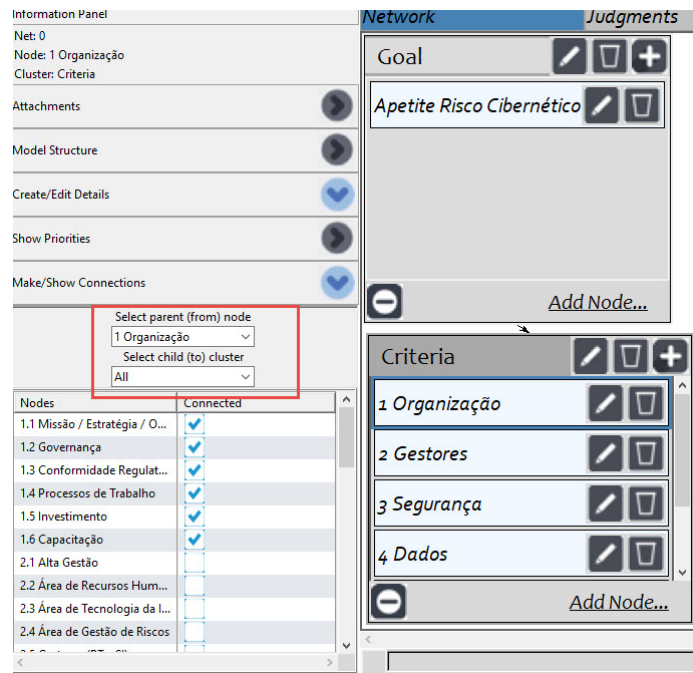 Information Panel
Net: 0
Node: 1 Organização
Cluster: Criteria
Attachments
Model Structure
Create/Edit Details
Show Priorities
Make/Show Connections
Select parent (from) node
1 Organização
Select child (to) cluster
All
Nodes Connected
1.1 Missão / Estratégia / O...
1.2 Governança
1.3 Conformidade Regulat...
1.4 Processos de Trabalho
1.5 Investimento
1.6 Capacitação
2.1 Alta Gestão
2.2 Área de Recursos Hum...
2.3 Área de Tecnologia da I...
2.4 Área de Gestão de Riscos
Network Judgments
Goal
Apetite Risco Cibernético
Add Node...
Criteria
1 Organização
2 Gestores
3 Segurança
4 Dados
Add Node...